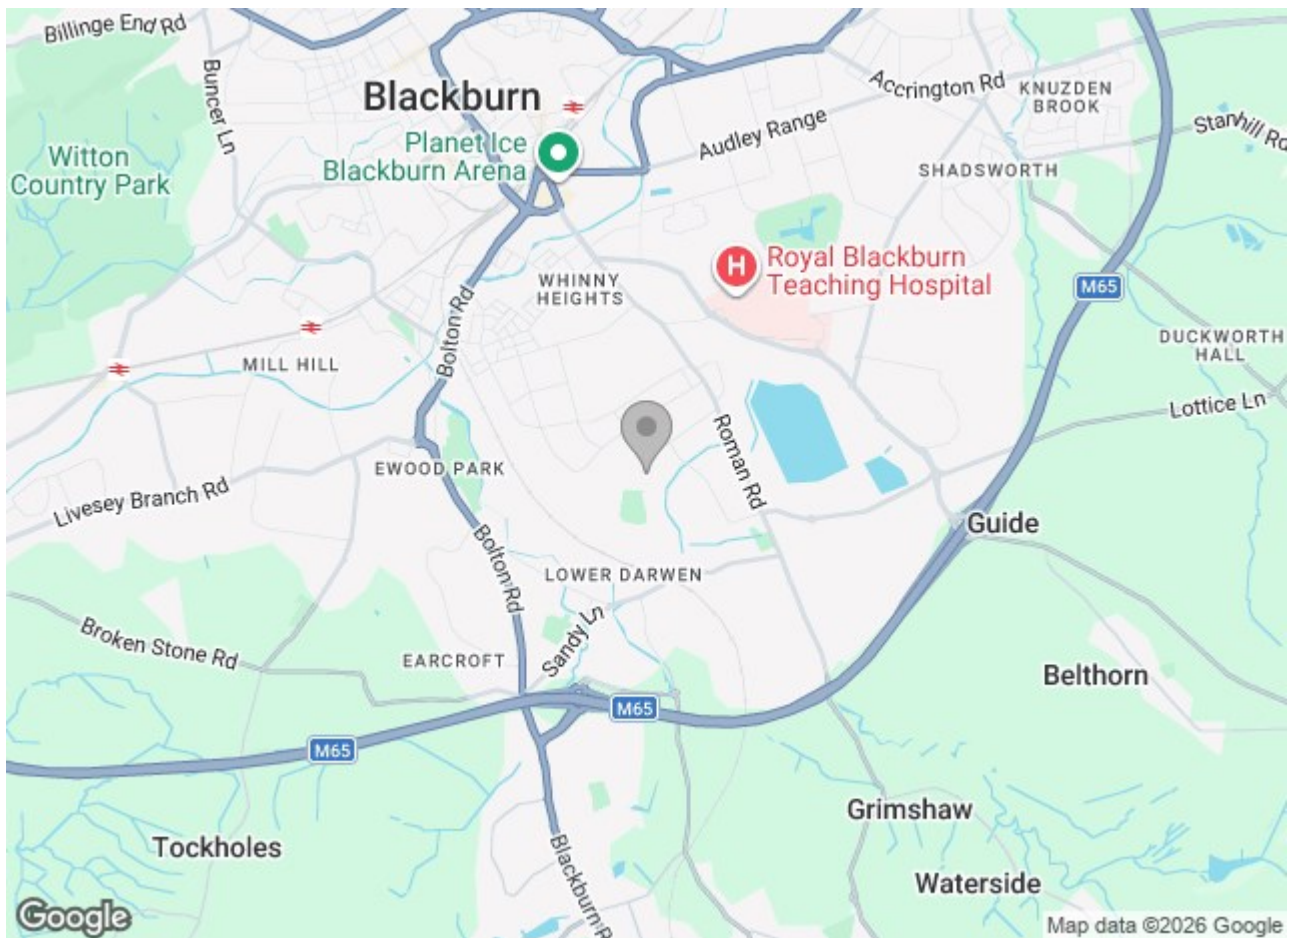 Billinge End Rd
Buncer Ln
Blackburn
Accrington Rd
KNUZDEN
BROOK
Planet Ice
Blackburn Arena
Audley Range
Stanhill Rd
Witton
Country Park
SHADSWORTH
H
Royal Blackburn
Teaching Hospital
WHINNY
HEIGHTS
M65
Bolton Rd
MILL HILL
DUCKWORTH
HALL
Lottice Ln
Roman Rd
EWOOD PARK
Livesey Branch Rd
Guide
Bolton Rd
LOWER DARWEN
Sandy Ln
Broken Stone Rd
EARCROFT
Belthorn
M65
M65
Grimshaw
Tockholes
Blackburn R
Waterside
Google
Map data ©2026 Google